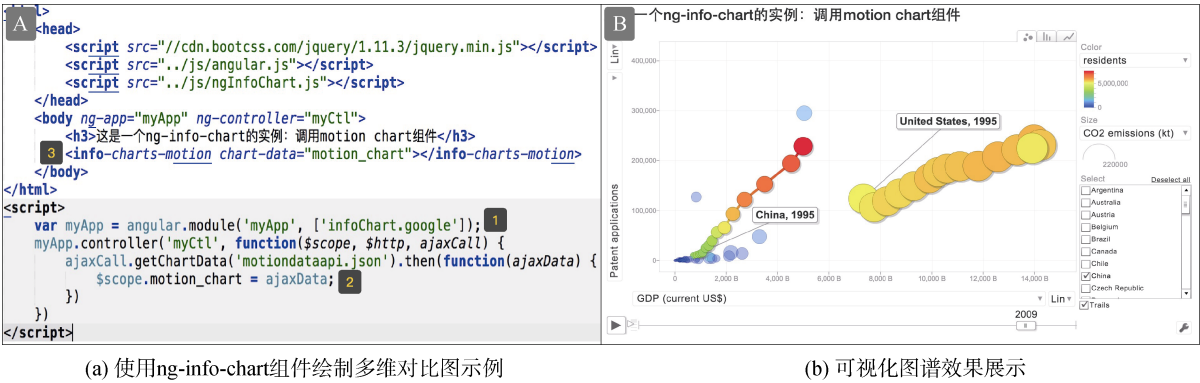 A
</html>
<head>
<script src="//cdn.bootcss.com/jquery/1.11.3/jquery.min.js"></script>
<script src="../js/angular.js"></script>
<script src="../js/ngInfoChart.js"></script>
</head>
<body ng-app="myApp" ng-controller="myCtl">
<h3>这是一个ng-info-chart的实例：调用motion chart组件</h3>
3 <info-charts-motion chart-data="motion_chart"></info-charts-motion>
</body>
</html>
<script>
var myApp = angular.module('myApp', ['infoChart.google']); 1
myApp.controller('myCtl', function($scope, $http, ajaxCall) {
ajaxCall.getChartData('motiondataapi.json').then(function(ajaxData) {
$scope.motion_chart = ajaxData; 2
})
})
</script>
(a) 使用ng-info-chart组件绘制多维对比图示例
B
一个ng-info-chart的实例：调用motion chart组件
Lin
400,000
300,000
200,000
100,000
0
Patent applications
United States, 1995
China, 1995
0
2,000 B
4,000 B
6,000 B
8,000 B
10,000 B
12,000 B
14,000 B
GDP (current US$)
Lin
2009
Color
residents
5,000,000
0
Size
CO2 emissions (kt)
220000
Select
Deselect all
Argentina
Australia
Austria
Belgium
Brazil
Canada
Chile
China
Czech Republic
Trails
(b) 可视化图谱效果展示